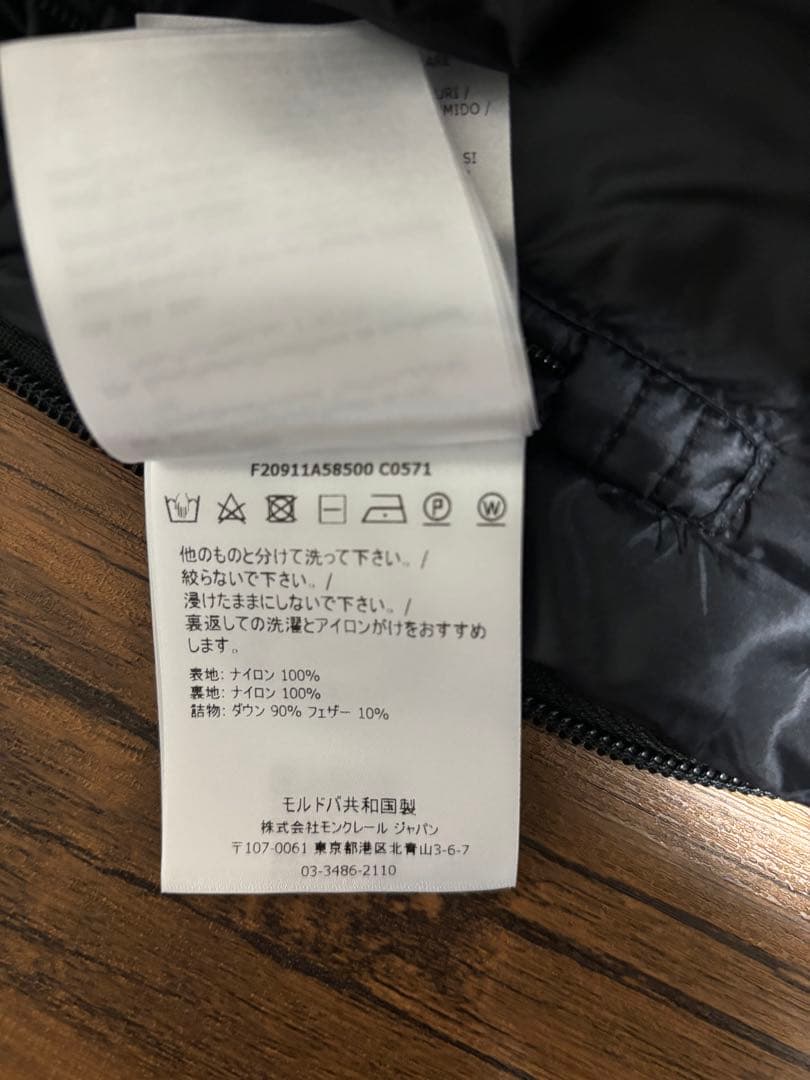 ARE
URI /
MIDO /
SI
F20911A58500 C0571
P W
他のものと分けて洗って下さい。/
絞らないで下さい。/
浸けたままにしないで下さい。/
裏返しての洗濯とアイロンがけをおすすめ
します。
表地: ナイロン 100%
裏地: ナイロン 100%
詰物: ダウン 90% フェザー 10%
モルドバ共和国製
株式会社モンクレール ジャパン
〒107-0061 東京都港区北青山3-6-7
03-3486-2110